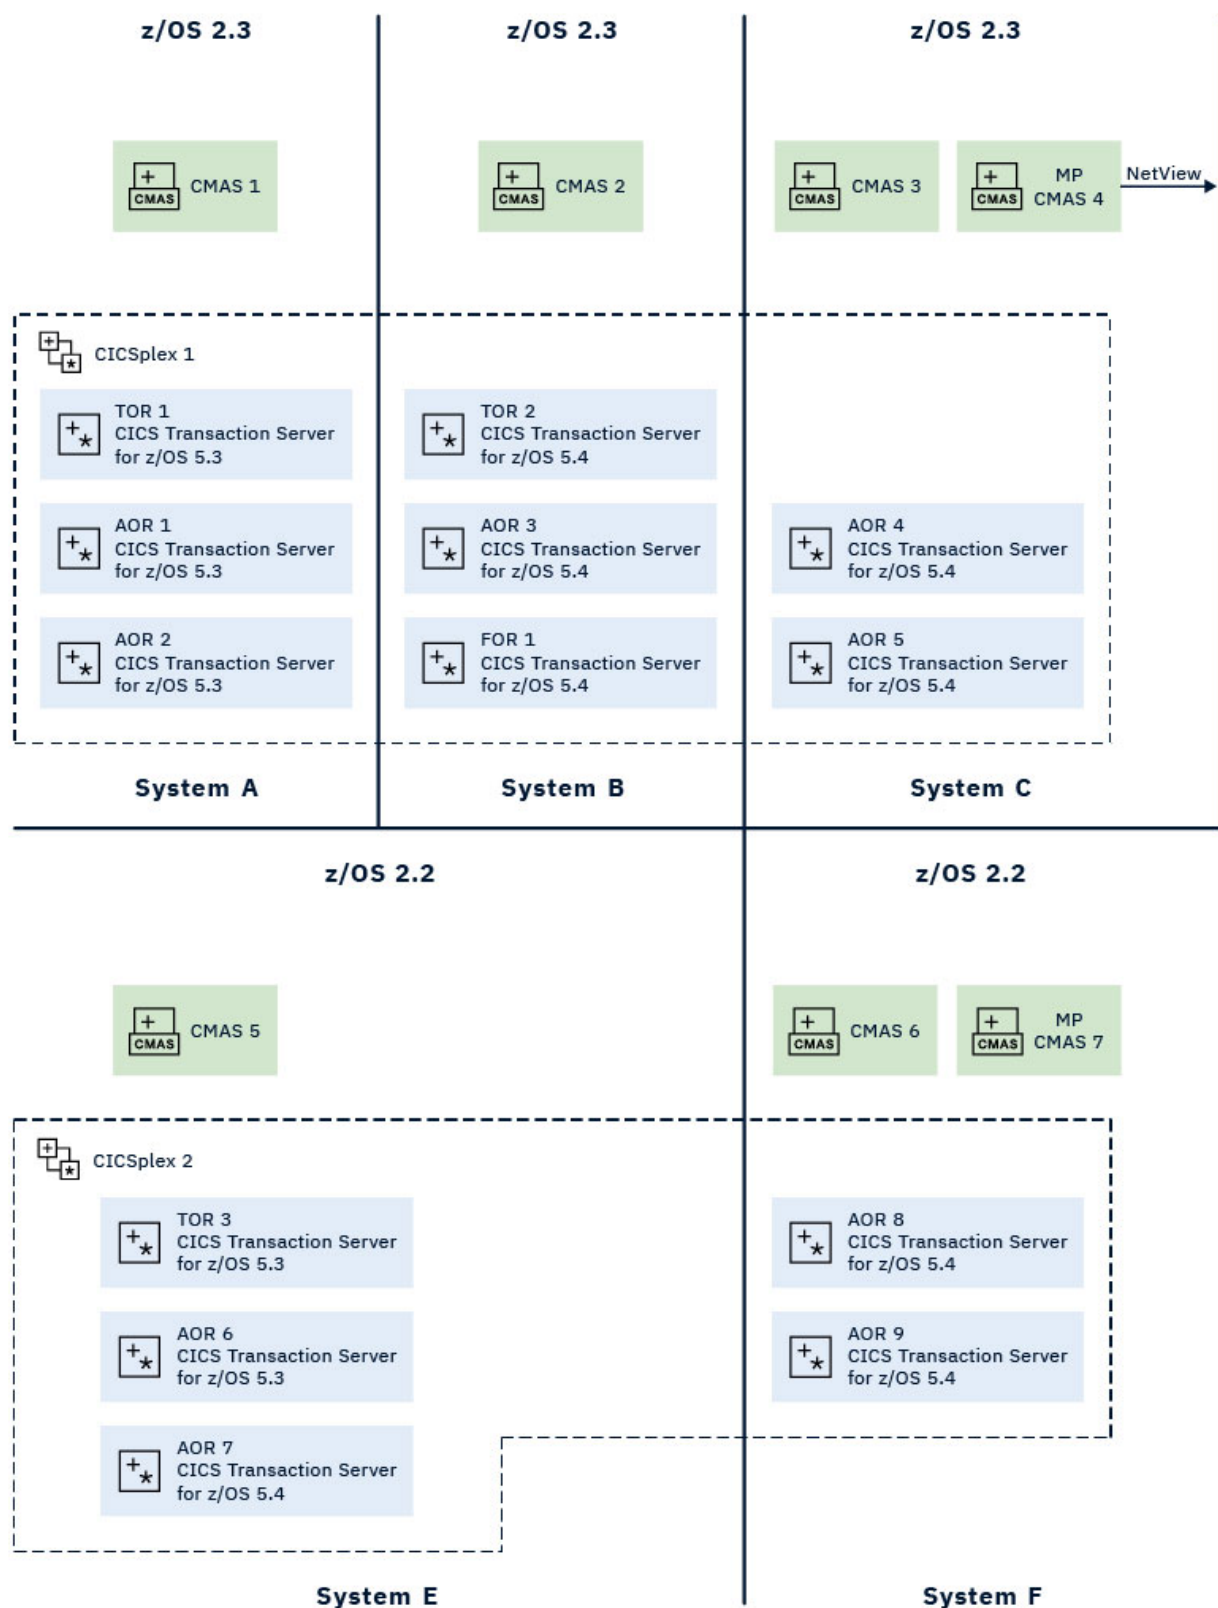 z/OS 2.3
z/OS 2.3
z/OS 2.3
CMAS
CMAS 1
CMAS
CMAS 2
CMAS
CMAS 3
CMAS
MP
CMAS 4
NetView
CICSplex 1
TOR 1
CICS Transaction Server
for z/OS 5.3
TOR 2
CICS Transaction Server
for z/OS 5.4
AOR 1
CICS Transaction Server
for z/OS 5.3
AOR 3
CICS Transaction Server
for z/OS 5.4
AOR 4
CICS Transaction Server
for z/OS 5.4
AOR 2
CICS Transaction Server
for z/OS 5.3
FOR 1
CICS Transaction Server
for z/OS 5.4
AOR 5
CICS Transaction Server
for z/OS 5.4
System A
System B
System C
z/OS 2.2
z/OS 2.2
CMAS
CMAS 5
CMAS
CMAS 6
CMAS
MP
CMAS 7
CICSplex 2
TOR 3
CICS Transaction Server
for z/OS 5.3
AOR 8
CICS Transaction Server
for z/OS 5.4
AOR 6
CICS Transaction Server
for z/OS 5.3
AOR 9
CICS Transaction Server
for z/OS 5.4
AOR 7
CICS Transaction Server
for z/OS 5.4
System E
System F